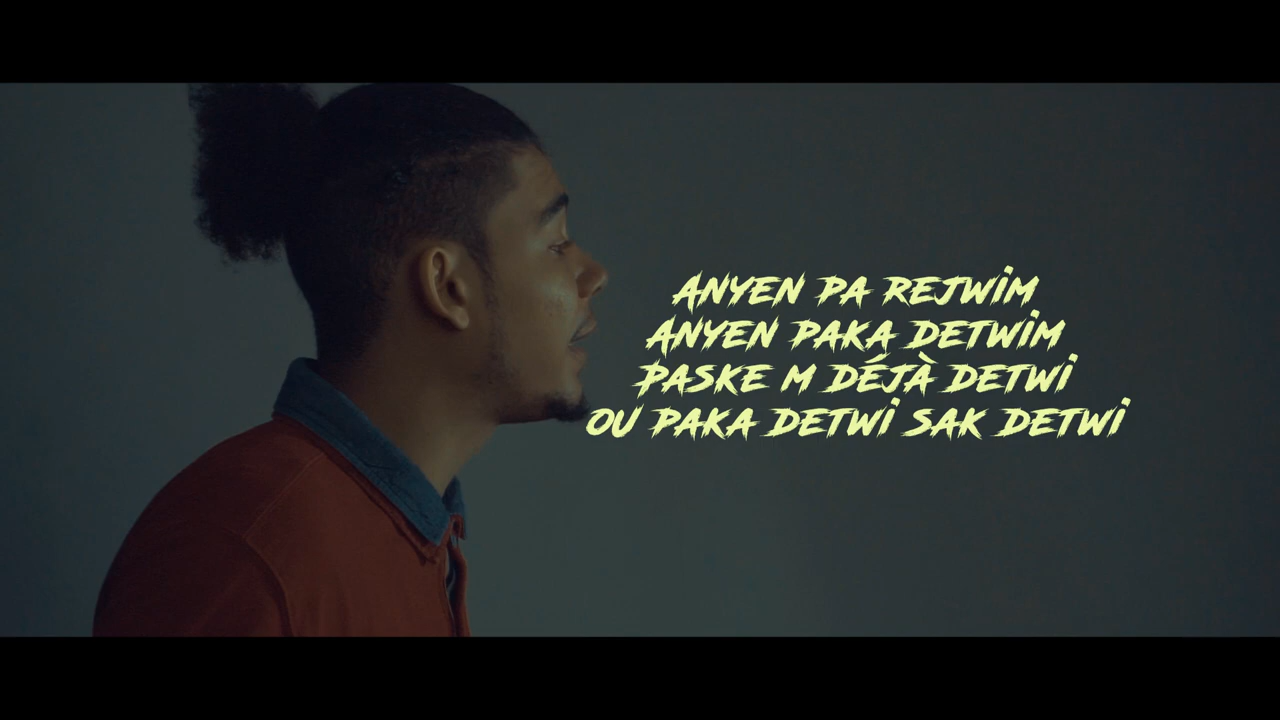 ANYEN PA REJWIM
ANYEN PAKA DETWIM
PASKE M DÉJÀ DETWI
OU PAKA DETWI SAK DETWI